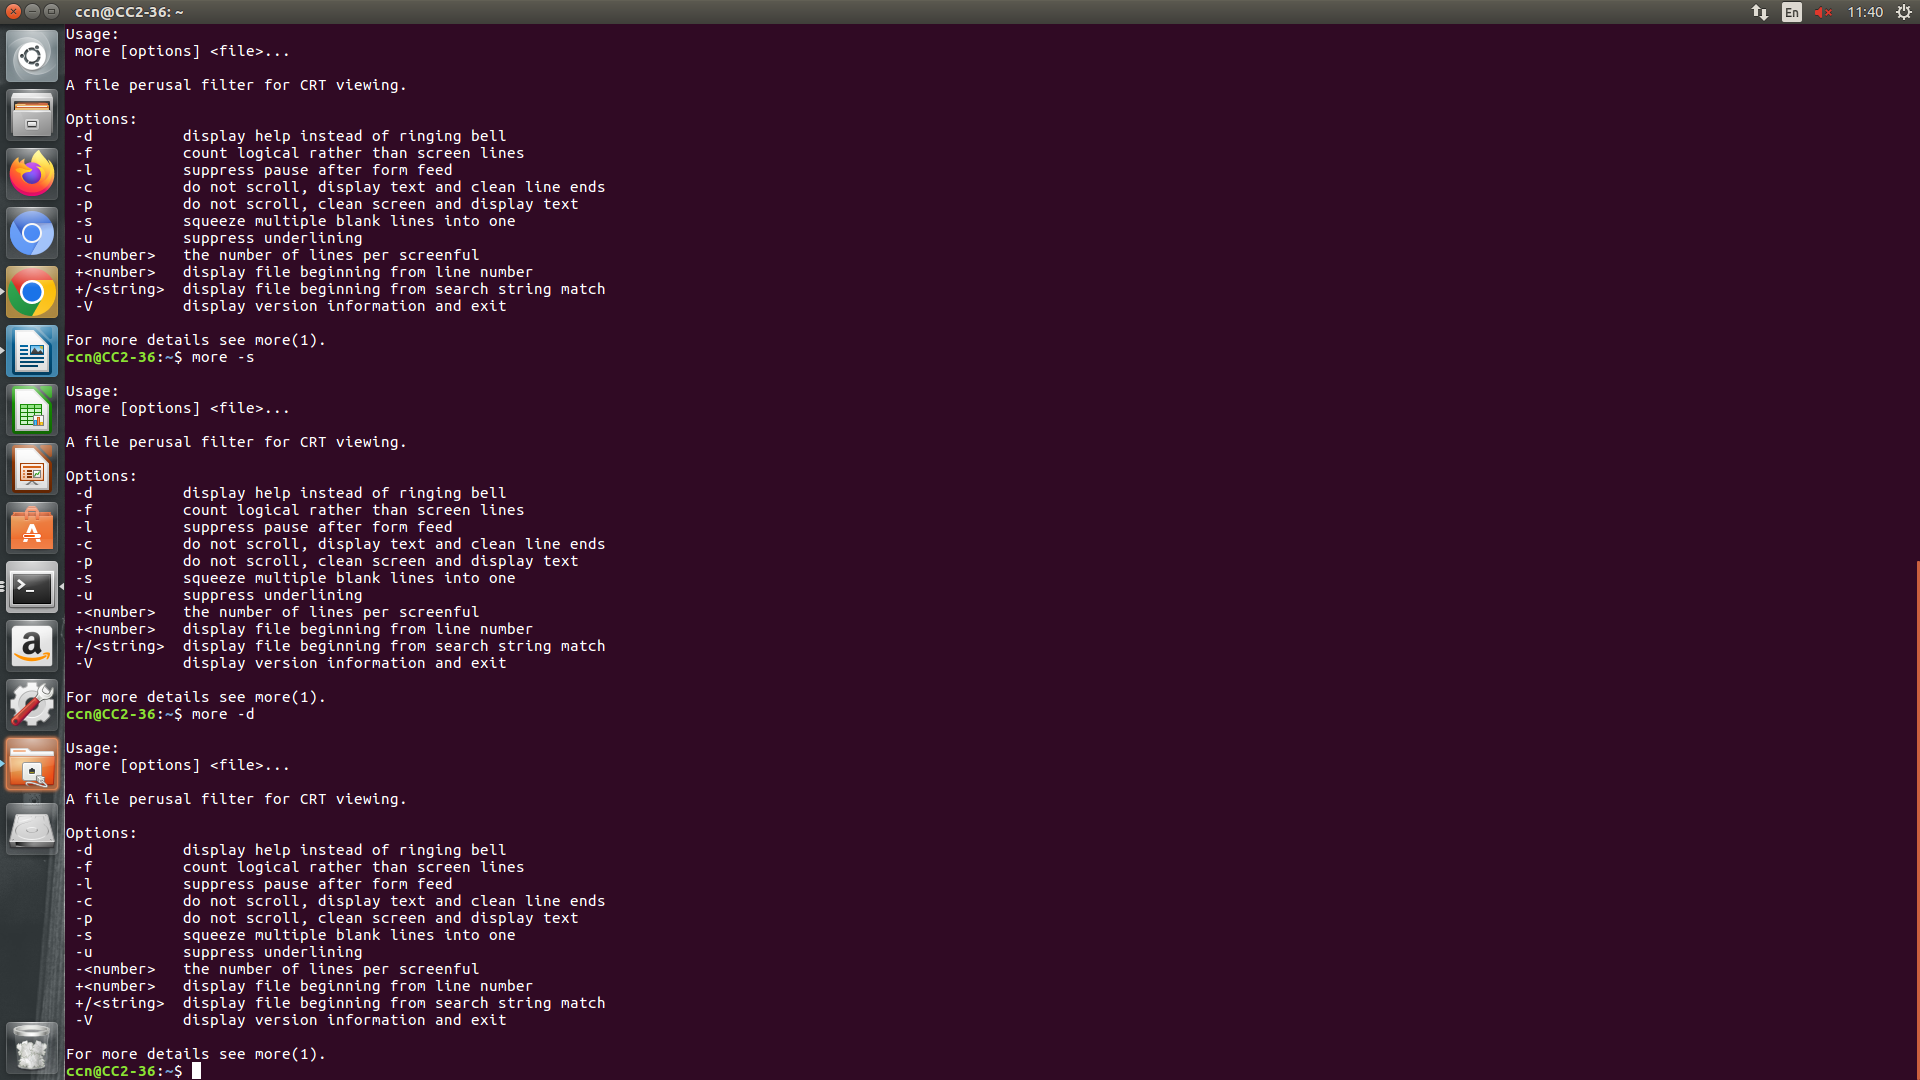 ccn@CC2-36: ~
En
11:40
Usage:
 more [options] <file>...
A file perusal filter for CRT viewing.
Options:
 -d          display help instead of ringing bell
 -f          count logical rather than screen lines
 -l          suppress pause after form feed
 -c          do not scroll, display text and clean line ends
 -p          do not scroll, clean screen and display text
 -s          squeeze multiple blank lines into one
 -u          suppress underlining
 -<number>   the number of lines per screenful
 +<number>   display file beginning from line number
 +/<string>  display file beginning from search string match
 -V          display version information and exit
For more details see more(1).
ccn@CC2-36:~$ more -s
Usage:
 more [options] <file>...
A file perusal filter for CRT viewing.
Options:
 -d          display help instead of ringing bell
 -f          count logical rather than screen lines
 -l          suppress pause after form feed
 -c          do not scroll, display text and clean line ends
 -p          do not scroll, clean screen and display text
 -s          squeeze multiple blank lines into one
 -u          suppress underlining
 -<number>   the number of lines per screenful
 +<number>   display file beginning from line number
 +/<string>  display file beginning from search string match
 -V          display version information and exit
For more details see more(1).
ccn@CC2-36:~$ more -d
Usage:
 more [options] <file>...
A file perusal filter for CRT viewing.
Options:
 -d          display help instead of ringing bell
 -f          count logical rather than screen lines
 -l          suppress pause after form feed
 -c          do not scroll, display text and clean line ends
 -p          do not scroll, clean screen and display text
 -s          squeeze multiple blank lines into one
 -u          suppress underlining
 -<number>   the number of lines per screenful
 +<number>   display file beginning from line number
 +/<string>  display file beginning from search string match
 -V          display version information and exit
For more details see more(1).
ccn@CC2-36:~$